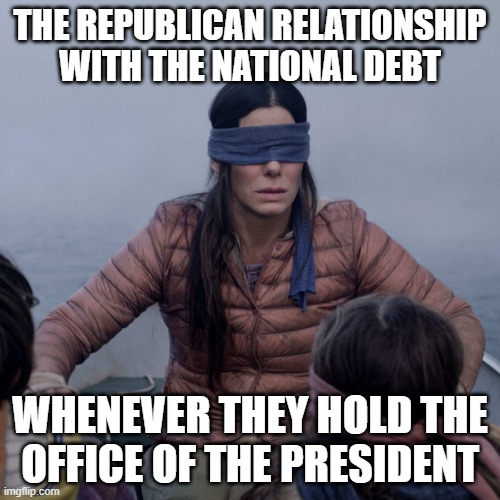 THE REPUBLICAN RELATIONSHIP
WITH THE NATIONAL DEBT
WHENEVER THEY HOLD THE
OFFICE OF THE PRESIDENT
imgflip.com